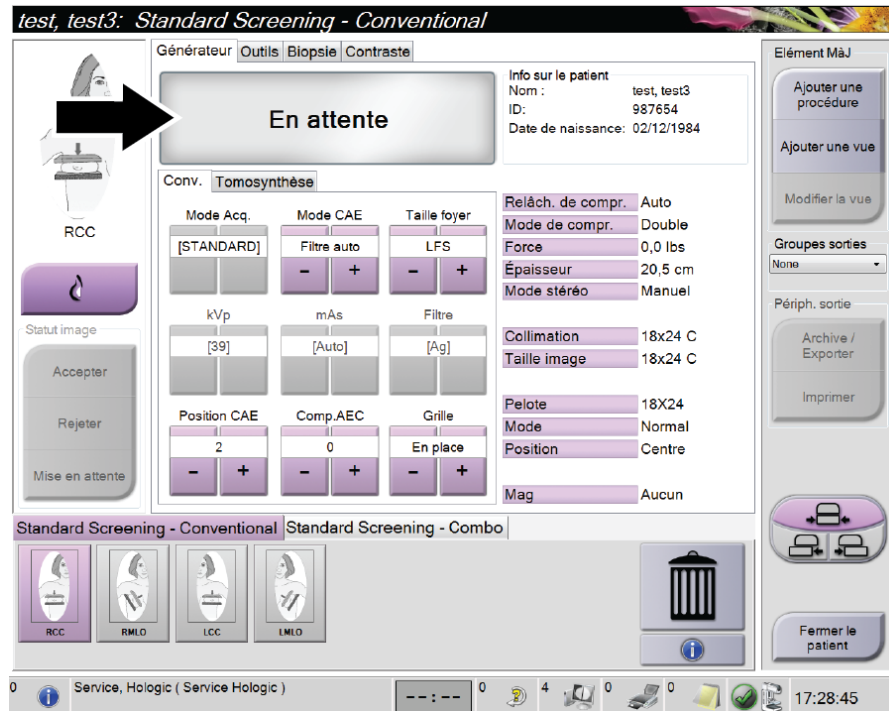 test, test3: Standard Screening - Conventional
Générateur Outils Biopsie Contraste
En attente
Info sur le patient
Nom : test, test3
ID: 987654
Date de naissance: 02/12/1984
RCC
Statut image
Accepter
Rejeter
Mise en attente
Conv. Tomosynthèse
Mode Acq. Mode CAE Taille foyer
[STANDARD] Filtre auto LFS
- + - +
kVp mAs Filtre
[39] [Auto] [Ag]
Position CAE Comp.AEC Grille
2 0 En place
- + - + - +
Relâch. de compr. Auto
Mode de compr. Double
Force 0,0 lbs
Épaisseur 20,5 cm
Mode stéréo Manuel
Collimation 18x24 C
Taille image 18x24 C
Pelote 18X24
Mode Normal
Position Centre
Mag Aucun
Elément MàJ
Ajouter une
procédure
Ajouter une vue
Modifier la vue
Groupes sorties
None
Périph. sortie
Archive /
Exporter
Imprimer
Fermer le
patient
Standard Screening - Conventional Standard Screening - Combo
RCC RMLO LCC LMLO
0 Service, Hologic ( Service Hologic ) --:-- 0 4 0 0 17:28:45